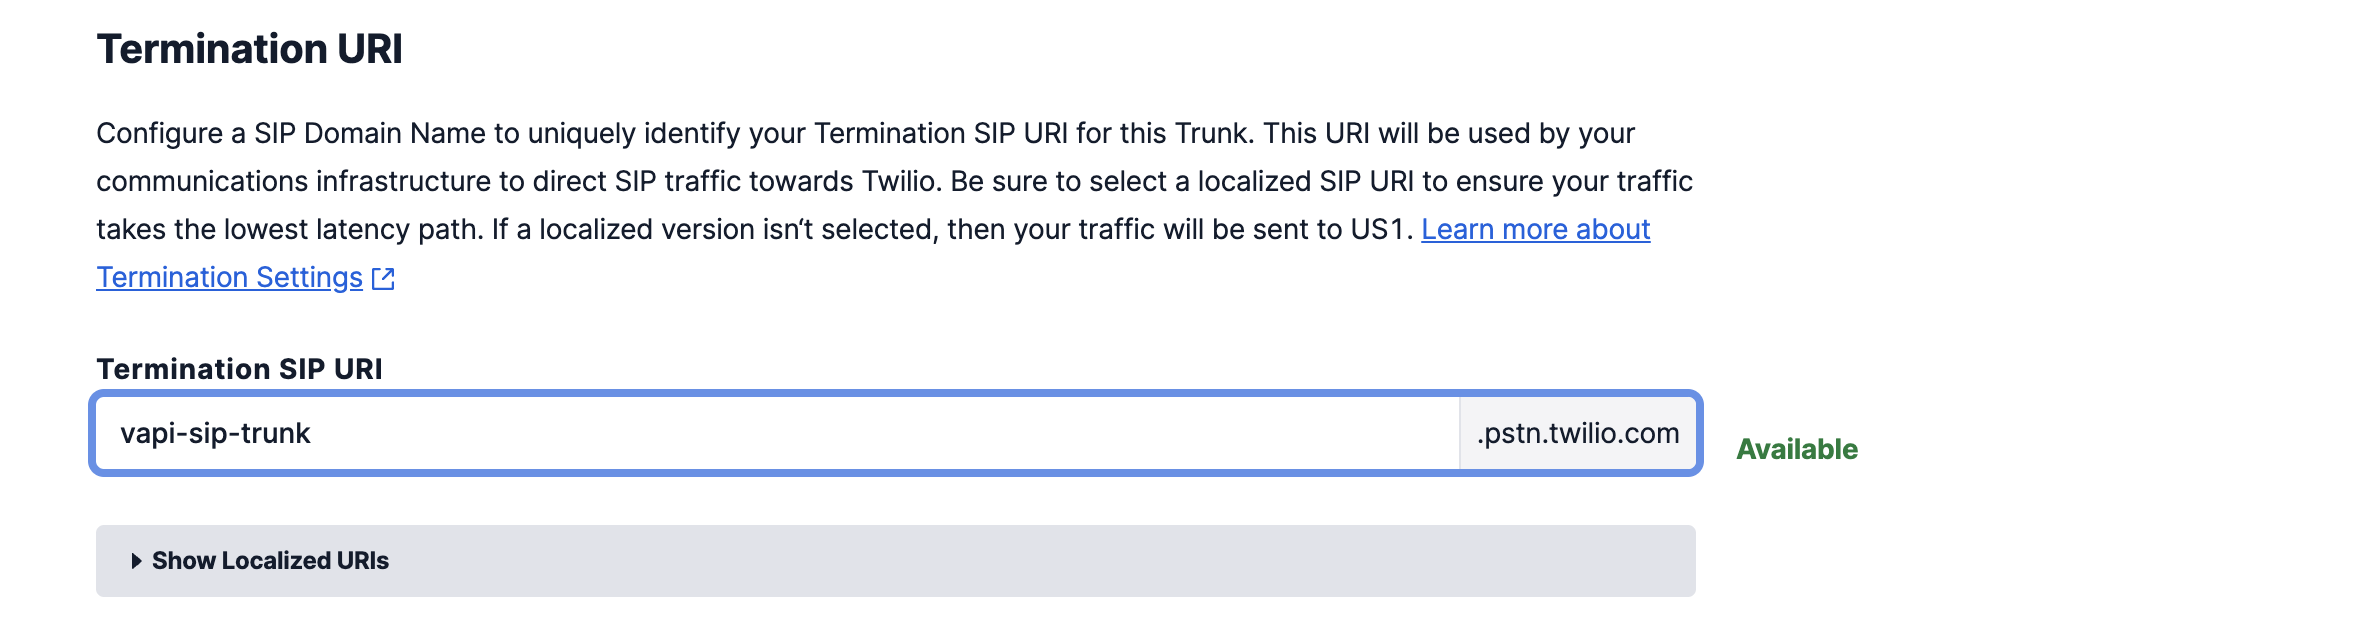 Termination URI
Configure a SIP Domain Name to uniquely identify your Termination SIP URI for this Trunk. This URI will be used by your
communications infrastructure to direct SIP traffic towards Twilio. Be sure to select a localized SIP URI to ensure your traffic
takes the lowest latency path. If a localized version isn‘t selected, then your traffic will be sent to US1. Learn more about
Termination Settings
Termination SIP URI
vapi-sip-trunk .pstn.twilio.com Available
Show Localized URIs